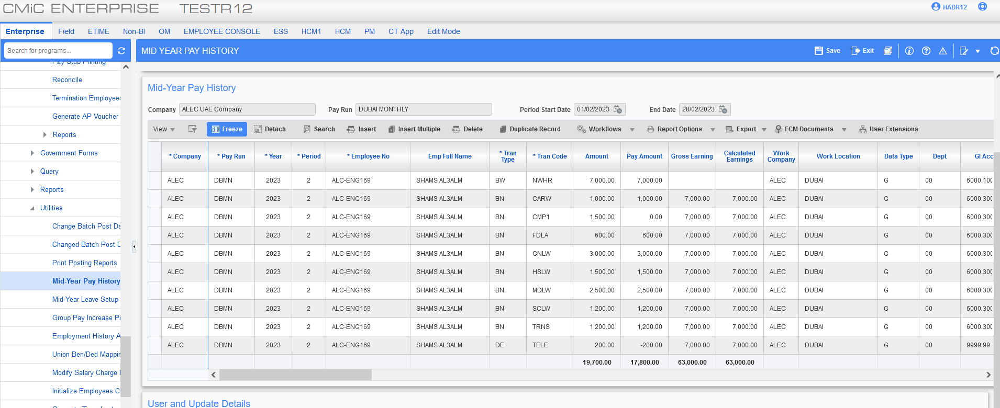 CMiC ENTERPRISE TESTR12
HADR12
Enterprise Field ETIME Non-BI OM EMPLOYEE CONSOLE ESS HCM1 HCM PM CT App Edit Mode
Search for programs...
MID YEAR PAY HISTORY
Save Exit
Pay Stub Printing
Reconcile
Termination Employees
Generate AP Voucher
Reports
Government Forms
Query
Reports
Utilities
Change Batch Post Da
Changed Batch Post D
Print Posting Reports
Mid-Year Pay History
Mid-Year Leave Setup
Group Pay Increase Pr
Employment History A
Union Ben/Ded Mappin
Modify Salary Charge
Initialize Employees C
Mid-Year Pay History
Company ALEC UAE Company Pay Run DUBAI MONTHLY Period Start Date 01/02/2023 End Date 28/02/2023
View Freeze Detach Search Insert Insert Multiple Delete Duplicate Record Workflows Report Options Export ECM Documents User Extensions
* Company * Pay Run * Year * Period * Employee No Emp Full Name * Tran Type * Tran Code Amount Pay Amount Gross Earning Calculated Earnings Work Company Work Location Data Type Dept Gl Acc
ALEC DBMN 2023 2 ALC-ENG169 SHAMS AL3ALM BW NWHR 7,000.00 7,000.00 ALEC DUBAI G 00 6000.100
ALEC DBMN 2023 2 ALC-ENG169 SHAMS AL3ALM BN CARW 1,000.00 1,000.00 7,000.00 7,000.00 ALEC DUBAI G 00 6000.300
ALEC DBMN 2023 2 ALC-ENG169 SHAMS AL3ALM BN CMP1 1,500.00 0.00 7,000.00 7,000.00 ALEC DUBAI G 00 6000.300
ALEC DBMN 2023 2 ALC-ENG169 SHAMS AL3ALM BN FDLA 600.00 600.00 7,000.00 7,000.00 ALEC DUBAI G 00 6000.300
ALEC DBMN 2023 2 ALC-ENG169 SHAMS AL3ALM BN GNLW 3,000.00 3,000.00 7,000.00 7,000.00 ALEC DUBAI G 00 6000.300
ALEC DBMN 2023 2 ALC-ENG169 SHAMS AL3ALM BN HSLW 1,500.00 1,500.00 7,000.00 7,000.00 ALEC DUBAI G 00 6000.300
ALEC DBMN 2023 2 ALC-ENG169 SHAMS AL3ALM BN MDLW 2,500.00 2,500.00 7,000.00 7,000.00 ALEC DUBAI G 00 6000.300
ALEC DBMN 2023 2 ALC-ENG169 SHAMS AL3ALM BN SCLW 1,200.00 1,200.00 7,000.00 7,000.00 ALEC DUBAI G 00 6000.300
ALEC DBMN 2023 2 ALC-ENG169 SHAMS AL3ALM BN TRNS 1,200.00 1,200.00 7,000.00 7,000.00 ALEC DUBAI G 00 6000.300
ALEC DBMN 2023 2 ALC-ENG169 SHAMS AL3ALM DE TELE 200.00 -200.00 7,000.00 7,000.00 ALEC DUBAI G 00 9999.99
19,700.00 17,800.00 63,000.00 63,000.00
User and Update Details